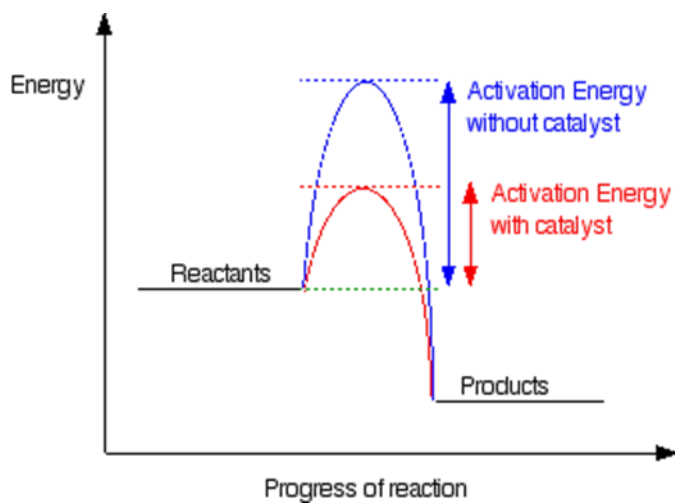 Energy
Activation Energy
without catalyst
Activation Energy
with catalyst
Reactants
Products
Progress of reaction